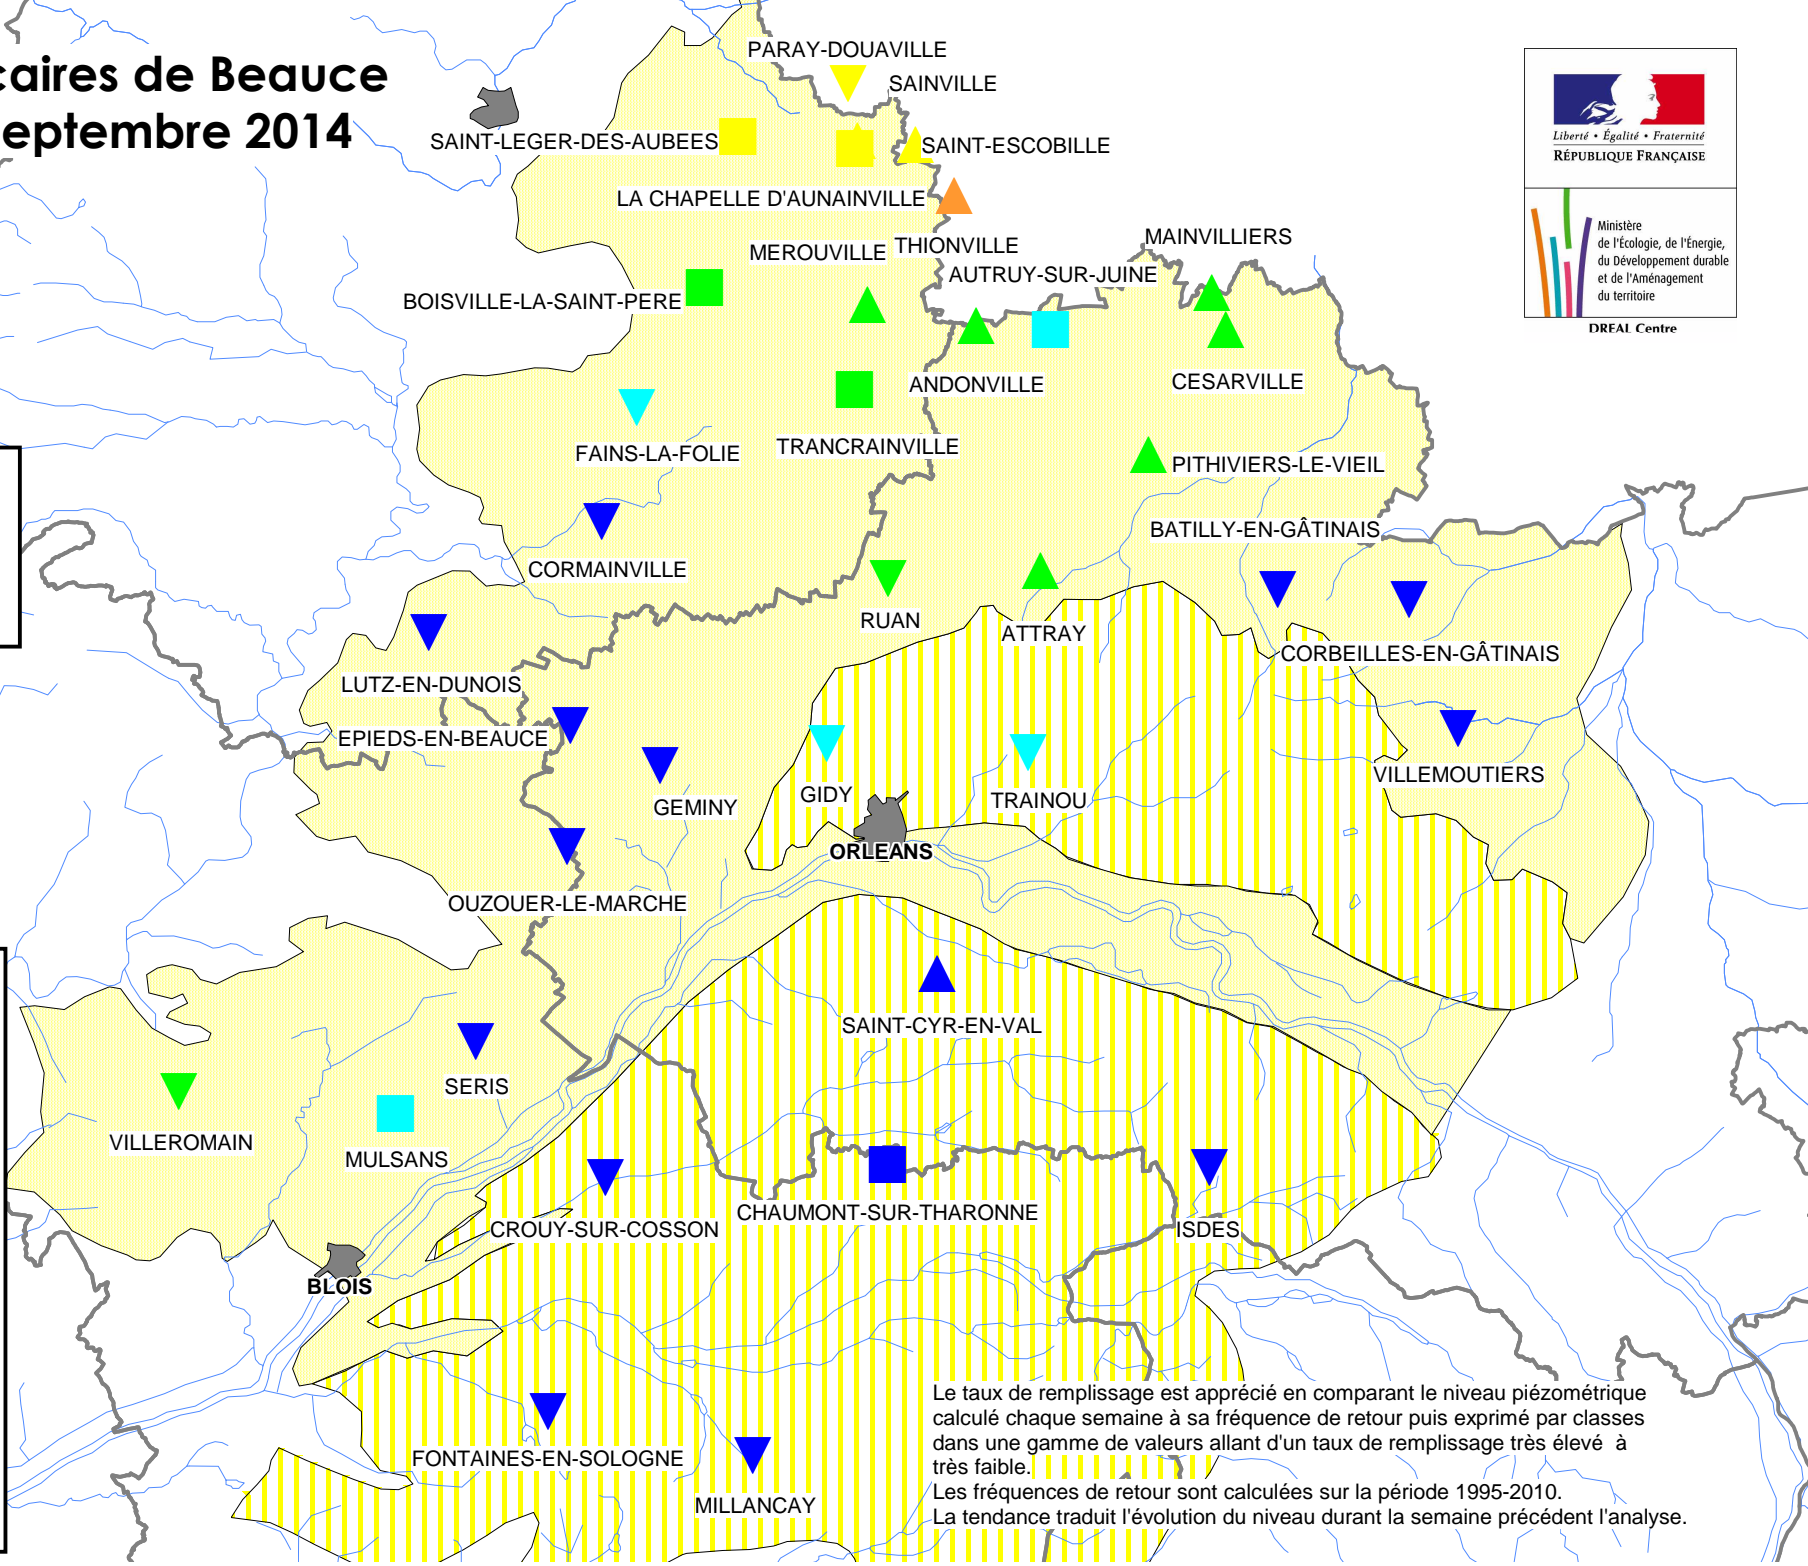 caires de Beauce
eptembre 2014
PARAY-DOUAVILLE
SAINVILLE
SAINT-LEGER-DES-AUBEES
SAINT-ESCOBILLE
LA CHAPELLE D'AUNAINVILLE
THIONVILLE
MEROUVILLE
MAINVILLIERS
AUTRUY-SUR-JUINE
BOISVILLE-LA-SAINT-PERE
ANDONVILLE
CESARVILLE
FAINS-LA-FOLIE
TRANCRAINVILLE
PITHIVIERS-LE-VIEIL
BATILLY-EN-GÂTINAIS
CORMAINVILLE
RUAN
ATTRAY
CORBEILLES-EN-GÂTINAIS
LUTZ-EN-DUNOIS
EPIEDS-EN-BEAUCE
VILLEMOUTIERS
GEMINY
GIDY
TRAINOU
ORLEANS
OUZOUER-LE-MARCHE
SAINT-CYR-EN-VAL
SERIS
VILLEROMAIN
MULSANS
CROUY-SUR-COSSON
CHAUMONT-SUR-THARONNE
ISDES
BLOIS
FONTAINES-EN-SOLOGNE
MILLANCAY
Liberté • Égalité • Fraternité
RÉPUBLIQUE FRANÇAISE
Ministère
de l'Écologie, de l'Énergie,
du Développement durable
et de l'Aménagement
du territoire
DREAL Centre
Le taux de remplissage est apprécié en comparant le niveau piézométrique
calculé chaque semaine à sa fréquence de retour puis exprimé par classes
dans une gamme de valeurs allant d'un taux de remplissage très élevé à
très faible.
Les fréquences de retour sont calculées sur la période 1995-2010.
La tendance traduit l'évolution du niveau durant la semaine précédent l'analyse.